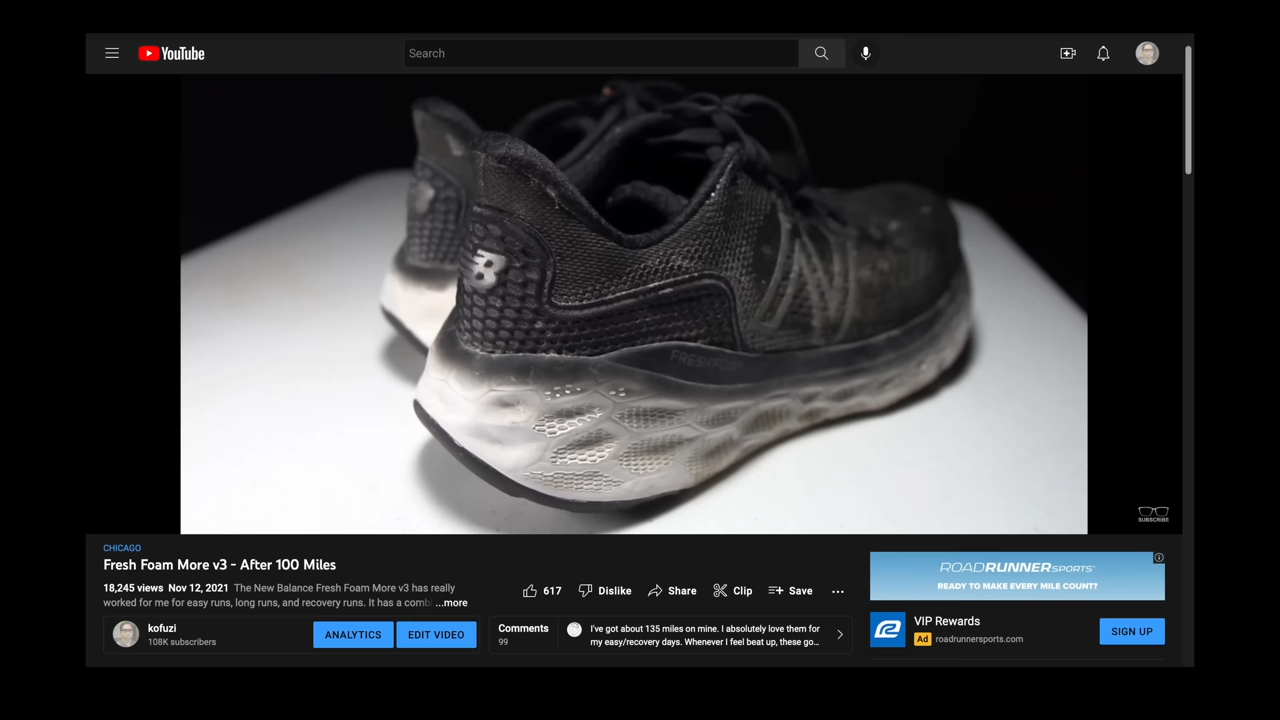 YouTube
Search
FRESH FOAM
SUBSCRIBE
CHICAGO
Fresh Foam More v3 - After 100 Miles
18,245 views Nov 12, 2021 The New Balance Fresh Foam More v3 has really
worked for me for easy runs, long runs, and recovery runs. It has a combi ...more
617 Dislike Share Clip Save
kofuzi
108K subscribers
ANALYTICS EDIT VIDEO
Comments
99
I've got about 135 miles on mine. I absolutely love them for
my easy/recovery days. Whenever I feel beat up, these go...
ROADRUNNERSPORTS
READY TO MAKE EVERY MILE COUNT?
VIP Rewards
Ad roadrunnersports.com
SIGN UP